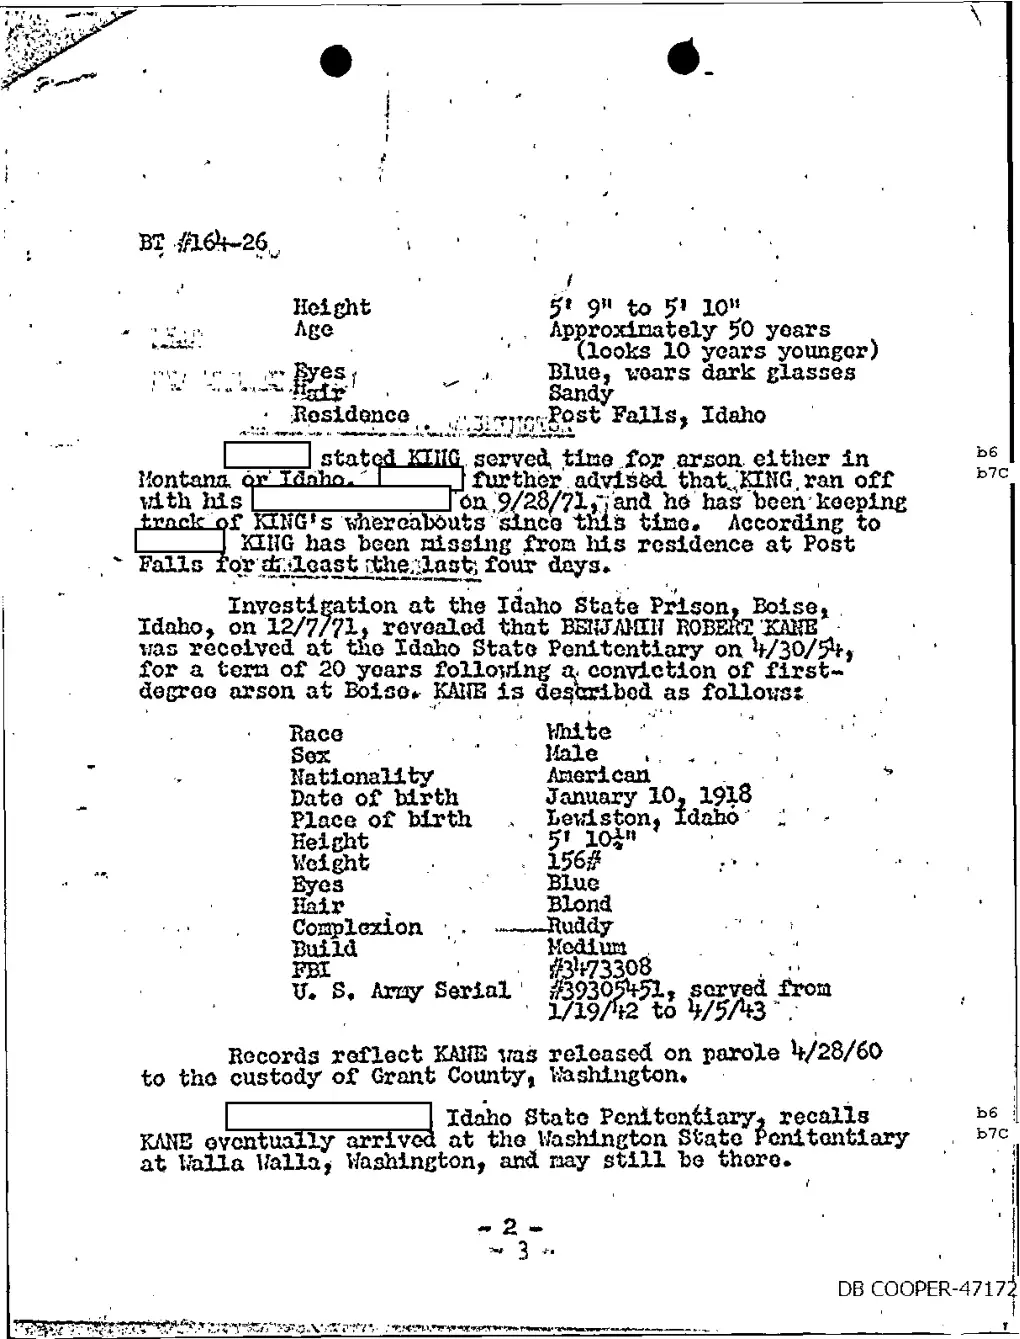 BT #164-26
Height 5' 9" to 5' 10"
Age Approximately 50 years
(looks 10 years younger)
Eyes Blue, wears dark glasses
Hair Sandy
Residence Post Falls, Idaho
stated KING served time for arson either in
Montana or Idaho. further advised that KING ran off
with his on 9/28/71, and he has been keeping
track of KING's whereabouts since this time. According to
KING has been missing from his residence at Post
Falls for at least the last four days.
b6
b7C
Investigation at the Idaho State Prison, Boise,
Idaho, on 12/7/71, revealed that BENJAMIN ROBERT KANE
was received at the Idaho State Penitentiary on 4/30/54,
for a term of 20 years following a conviction of first-
degree arson at Boise. KANE is described as follows:
Race White
Sex Male
Nationality American
Date of birth January 10, 1918
Place of birth Lewiston, Idaho
Height 5' 10¼"
Weight 156#
Eyes Blue
Hair Blond
Complexion Ruddy
Build Medium
FBI #3473308
U. S. Army Serial #39305451, served from
1/19/42 to 4/5/43
Records reflect KANE was released on parole 4/28/60
to the custody of Grant County, Washington.
Idaho State Penitentiary, recalls
KANE eventually arrived at the Washington State Penitentiary
at Walla Walla, Washington, and may still be there.
b6
b7C
- 2 -
- 3 -
DB COOPER-47172